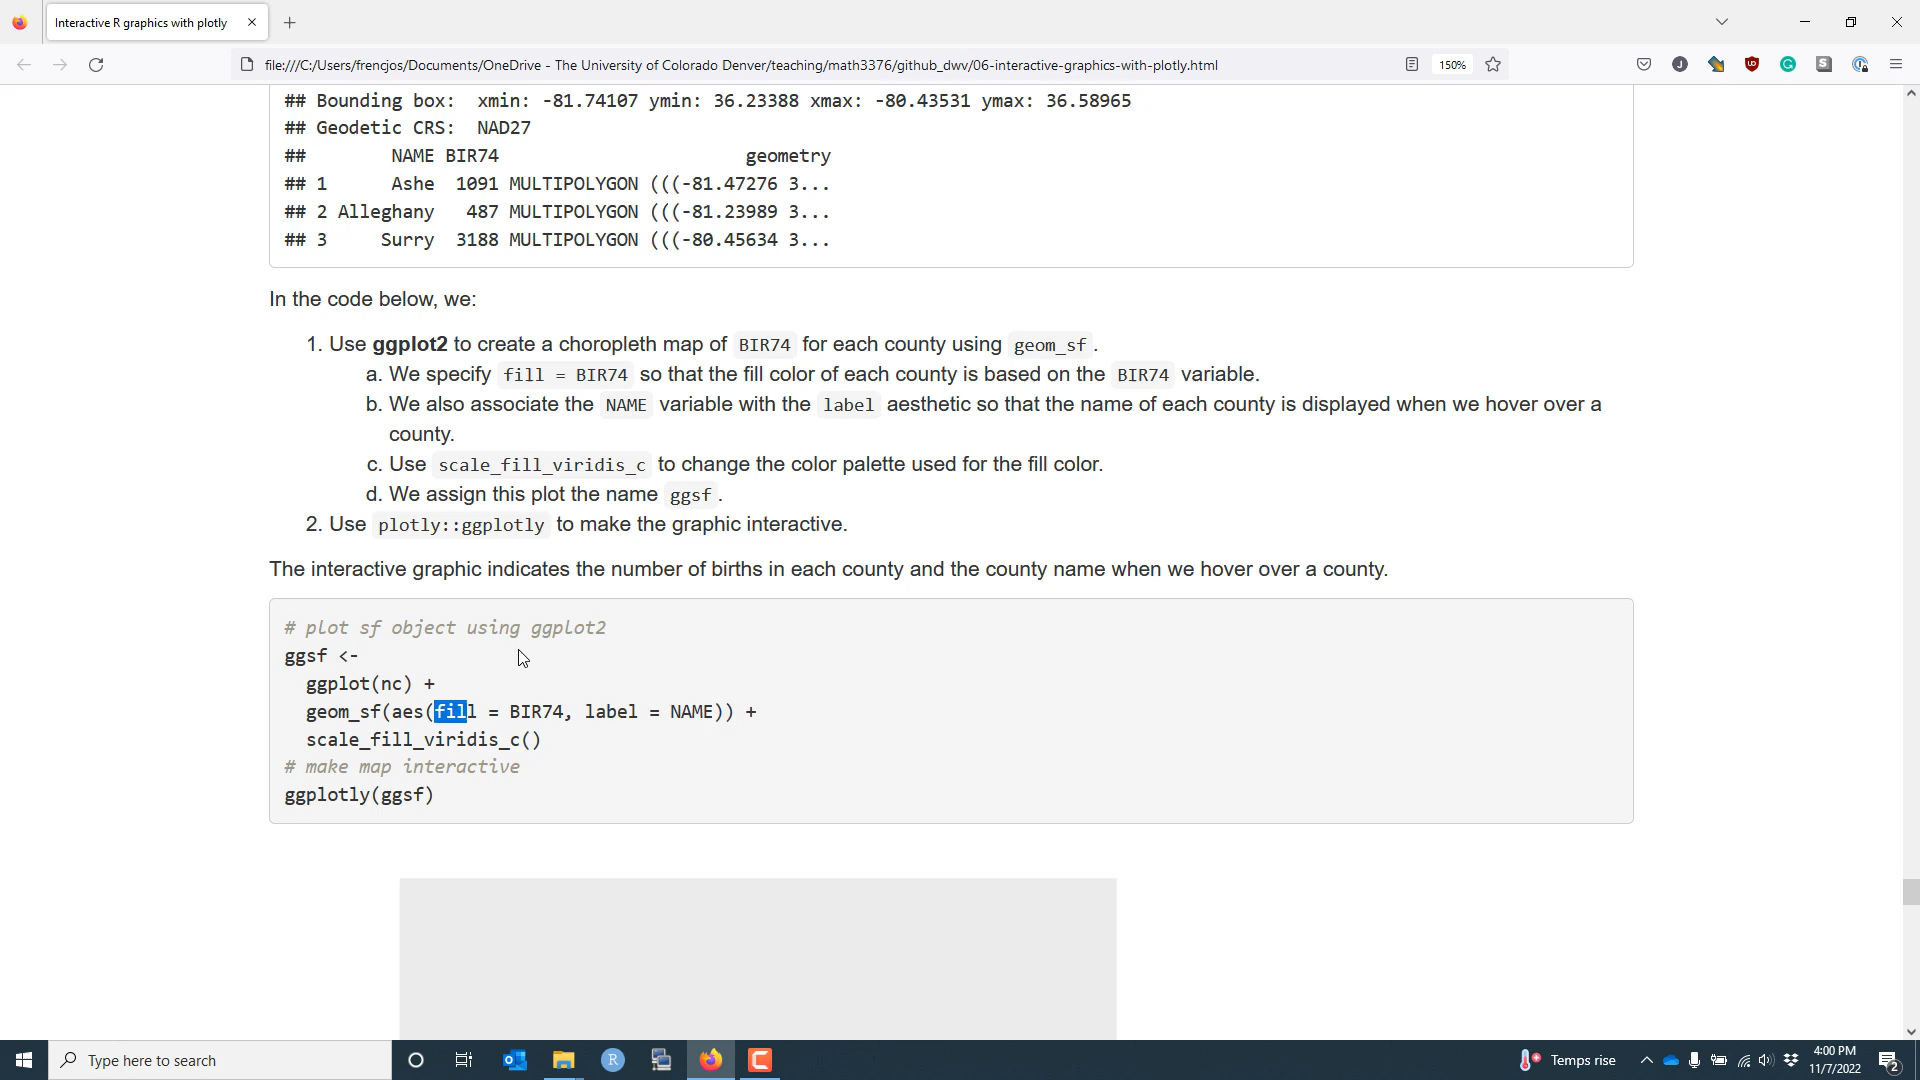 Interactive R graphics with plotly
file:///C:/Users/frencjos/Documents/OneDrive - The University of Colorado Denver/teaching/math3376/github_dwv/06-interactive-graphics-with-plotly.html
150%
## Bounding box:  xmin: -81.74107 ymin: 36.23388 xmax: -80.43531 ymax: 36.58965
## Geodetic CRS:  NAD27
##        NAME BIR74                       geometry
## 1      Ashe  1091 MULTIPOLYGON (((-81.47276 3...
## 2 Alleghany   487 MULTIPOLYGON (((-81.23989 3...
## 3     Surry  3188 MULTIPOLYGON (((-80.45634 3...
In the code below, we:
1. Use ggplot2 to create a choropleth map of BIR74 for each county using geom_sf.
a. We specify fill = BIR74 so that the fill color of each county is based on the BIR74 variable.
b. We also associate the NAME variable with the label aesthetic so that the name of each county is displayed when we hover over a
county.
c. Use scale_fill_viridis_c to change the color palette used for the fill color.
d. We assign this plot the name ggsf.
2. Use plotly::ggplotly to make the graphic interactive.
The interactive graphic indicates the number of births in each county and the county name when we hover over a county.
# plot sf object using ggplot2
ggsf <-
  ggplot(nc) +
  geom_sf(aes(fill = BIR74, label = NAME)) +
  scale_fill_viridis_c()
# make map interactive
ggplotly(ggsf)
Type here to search
Temps rise
4:00 PM
11/7/2022
2